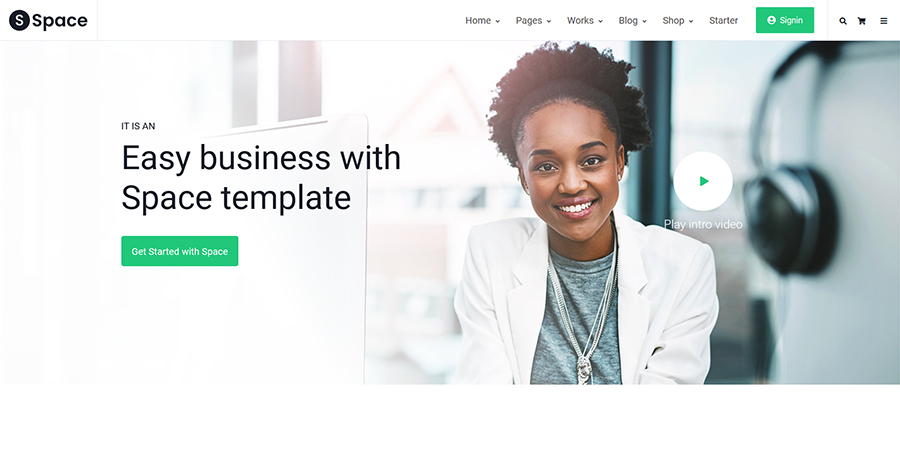 S Space
Home Pages Works Blog Shop Starter Signin
IT IS AN
Easy business with
Space template
Get Started with Space
Play intro video